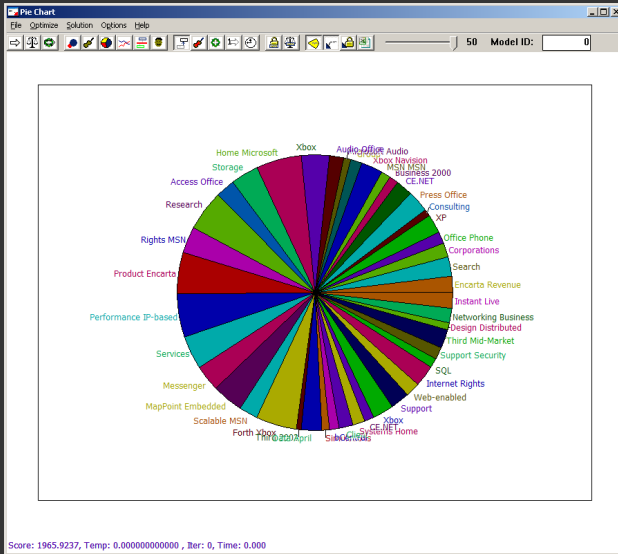 Pie Chart
File Optimize Solution Options Help
50 Model ID: 0
Xbox
Home Microsoft
Storage
Access Office
Research
Rights MSN
Product Encarta
Performance IP-based
Services
Messenger
MapPoint Embedded
Scalable MSN
Forth Xbox
Third 2002
April
Audio Office
Audio
Xbox Navision
MSN MSN
Business 2000
CE.NET
Press Office
Consulting
XP
Office Phone
Corporations
Search
Encarta Revenue
Instant Live
Networking Business
Design Distributed
Third Mid-Market
Support Security
SQL
Internet Rights
Web-enabled
Support
Xbox
CE.NET
Systems Home
Score: 1965.9237, Temp: 0.000000000000 , Iter: 0, Time: 0.000